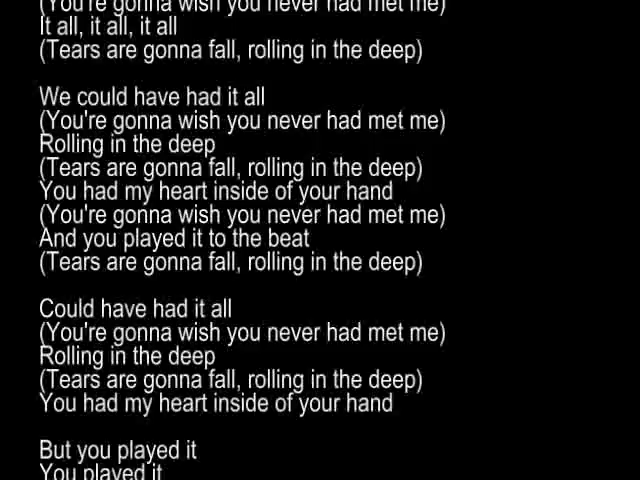 (You're gonna wish you never had met me)
It all, it all, it all
(Tears are gonna fall, rolling in the deep)

We could have had it all
(You're gonna wish you never had met me)
Rolling in the deep
(Tears are gonna fall, rolling in the deep)
You had my heart inside of your hand
(You're gonna wish you never had met me)
And you played it to the beat
(Tears are gonna fall, rolling in the deep)

Could have had it all
(You're gonna wish you never had met me)
Rolling in the deep
(Tears are gonna fall, rolling in the deep)
You had my heart inside of your hand

But you played it
You played it